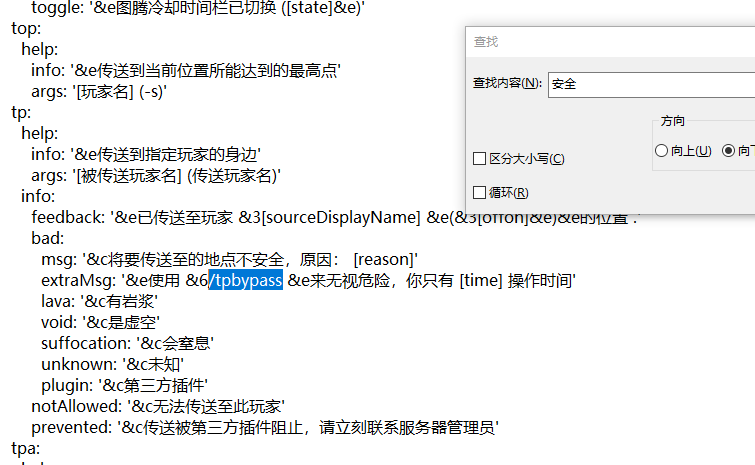 toggle: '&e图腾冷却时间栏已切换 ([state]&e)'
top:
help:
info: '&e传送到当前位置所能达到的最高点'
args: '[玩家名] (-s)'
tp:
help:
info: '&e传送到指定玩家的身边'
args: '[被传送玩家名] (传送玩家名)'
info:
feedback: '&e已传送至玩家 &3[sourceDisplayName] &e(&3[offon]&e)&e的位置 .'
bad:
msg: '&c将要传送至的地点不安全，原因： [reason]'
extraMsg: '&e使用 &6/tpbypass &e来无视危险，你只有 [time] 操作时间'
lava: '&c有岩浆'
void: '&c是虚空'
suffocation: '&c会窒息'
unknown: '&c未知'
plugin: '&c第三方插件'
notAllowed: '&c无法传送至此玩家'
prevented: '&c传送被第三方插件阻止，请立刻联系服务器管理员'
tpa:
查找
查找内容(N): 安全
方向
区分大小写(C)
向上(U) 向下
循环(R)